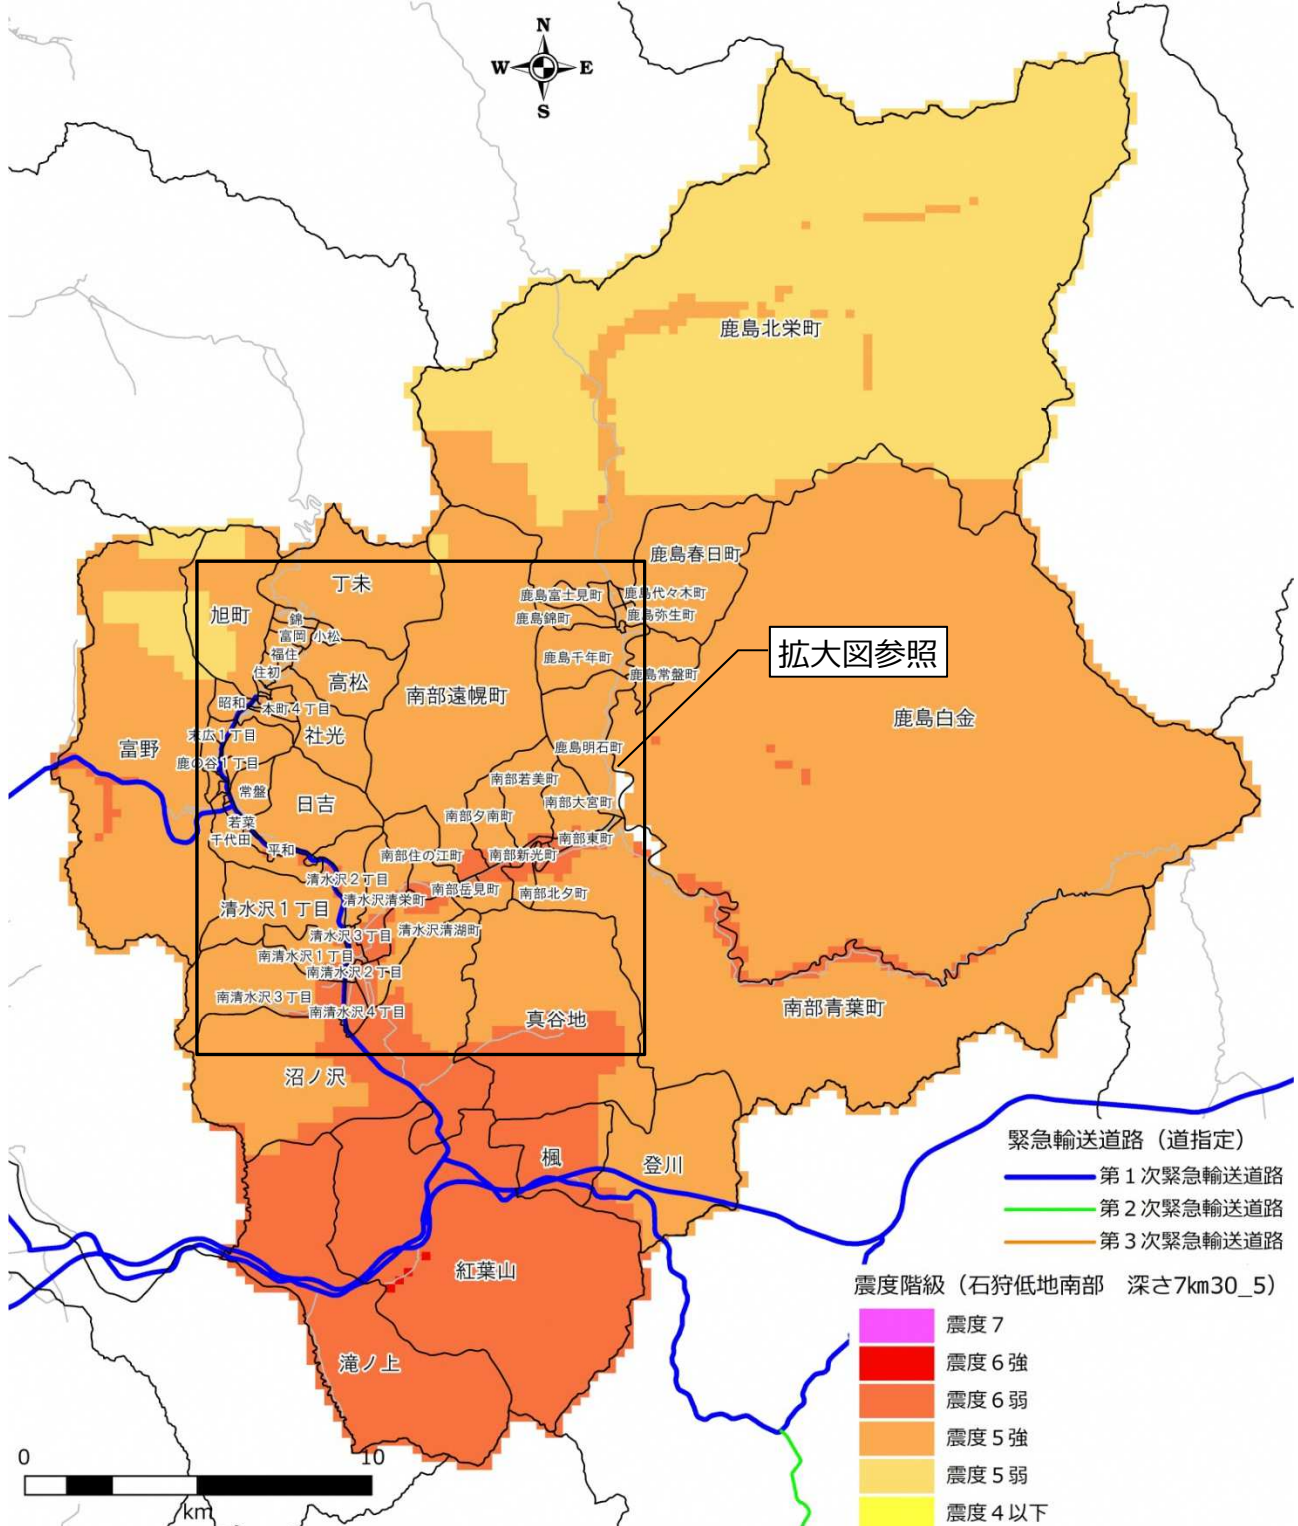 N
W E
S
鹿島北栄町
鹿島春日町
丁未
鹿島富士見町
鹿島代々木町
旭町
錦
鹿島錦町
鹿島弥生町
富岡 小松
福住
鹿島千年町
拡大図参照
住初
高松
鹿島常盤町
南部遠幌町
昭和
本町4丁目
鹿島白金
末広1丁目
社光
富野
鹿島明石町
鹿の谷1丁目
南部若美町
常盤
日吉
南部大宮町
若菜
南部夕南町
千代田
南部東町
平和
南部住の江町
南部新光町
清水沢2丁目
南部岳見町
南部北夕町
清水沢清栄町
清水沢1丁目
清水沢3丁目
清水沢清湖町
南清水沢1丁目
南清水沢2丁目
南清水沢3丁目
南部青葉町
南清水沢4丁目
真谷地
沼ノ沢
楓
登川
紅葉山
滝ノ上
緊急輸送道路（道指定）
第1次緊急輸送道路
第2次緊急輸送道路
第3次緊急輸送道路
震度階級（石狩低地南部　深さ7km30_5）
震度7
震度6強
震度6弱
震度5強
震度5弱
震度4以下
0 10
km